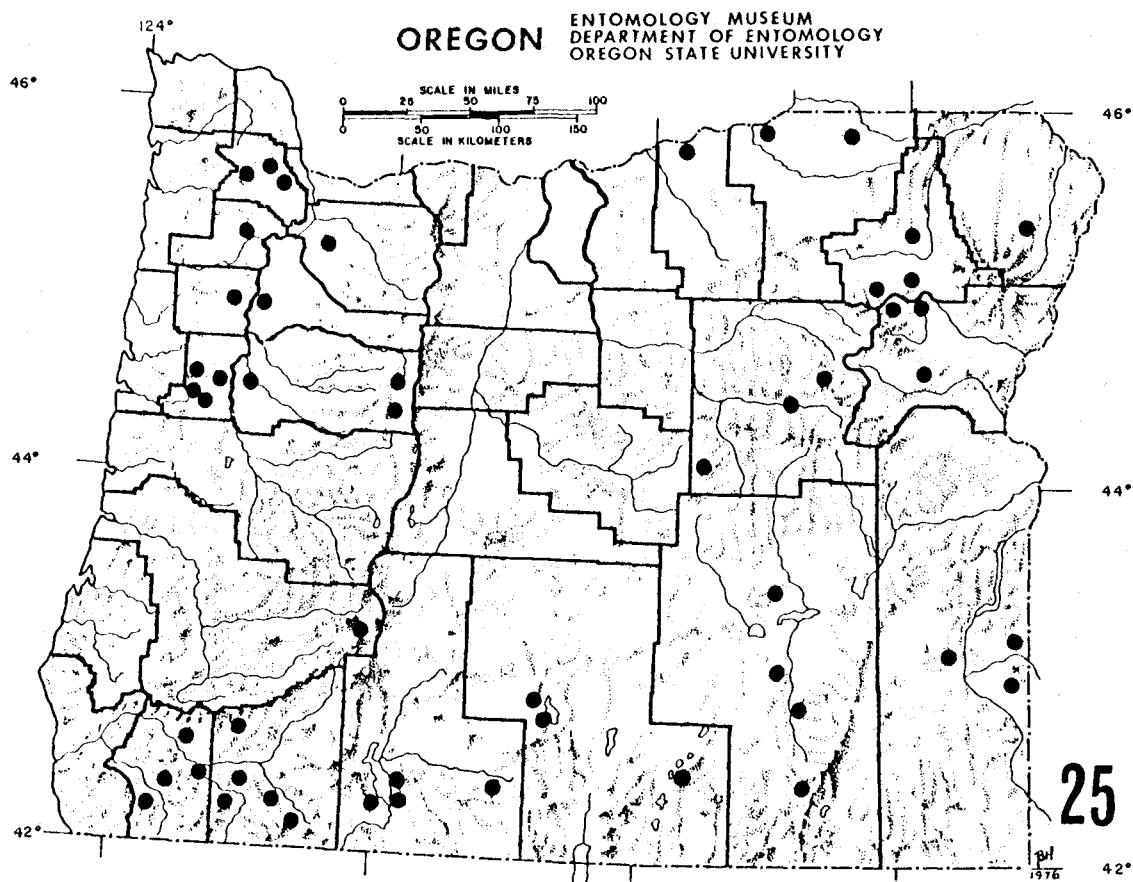 OREGON
ENTOMOLOGY MUSEUM
DEPARTMENT OF ENTOMOLOGY
OREGON STATE UNIVERSITY
124°
46°
SCALE IN MILES
0 25 50 75 100
0 50 100 150
SCALE IN KILOMETERS
46°
44°
44°
42°
25
1976
42°